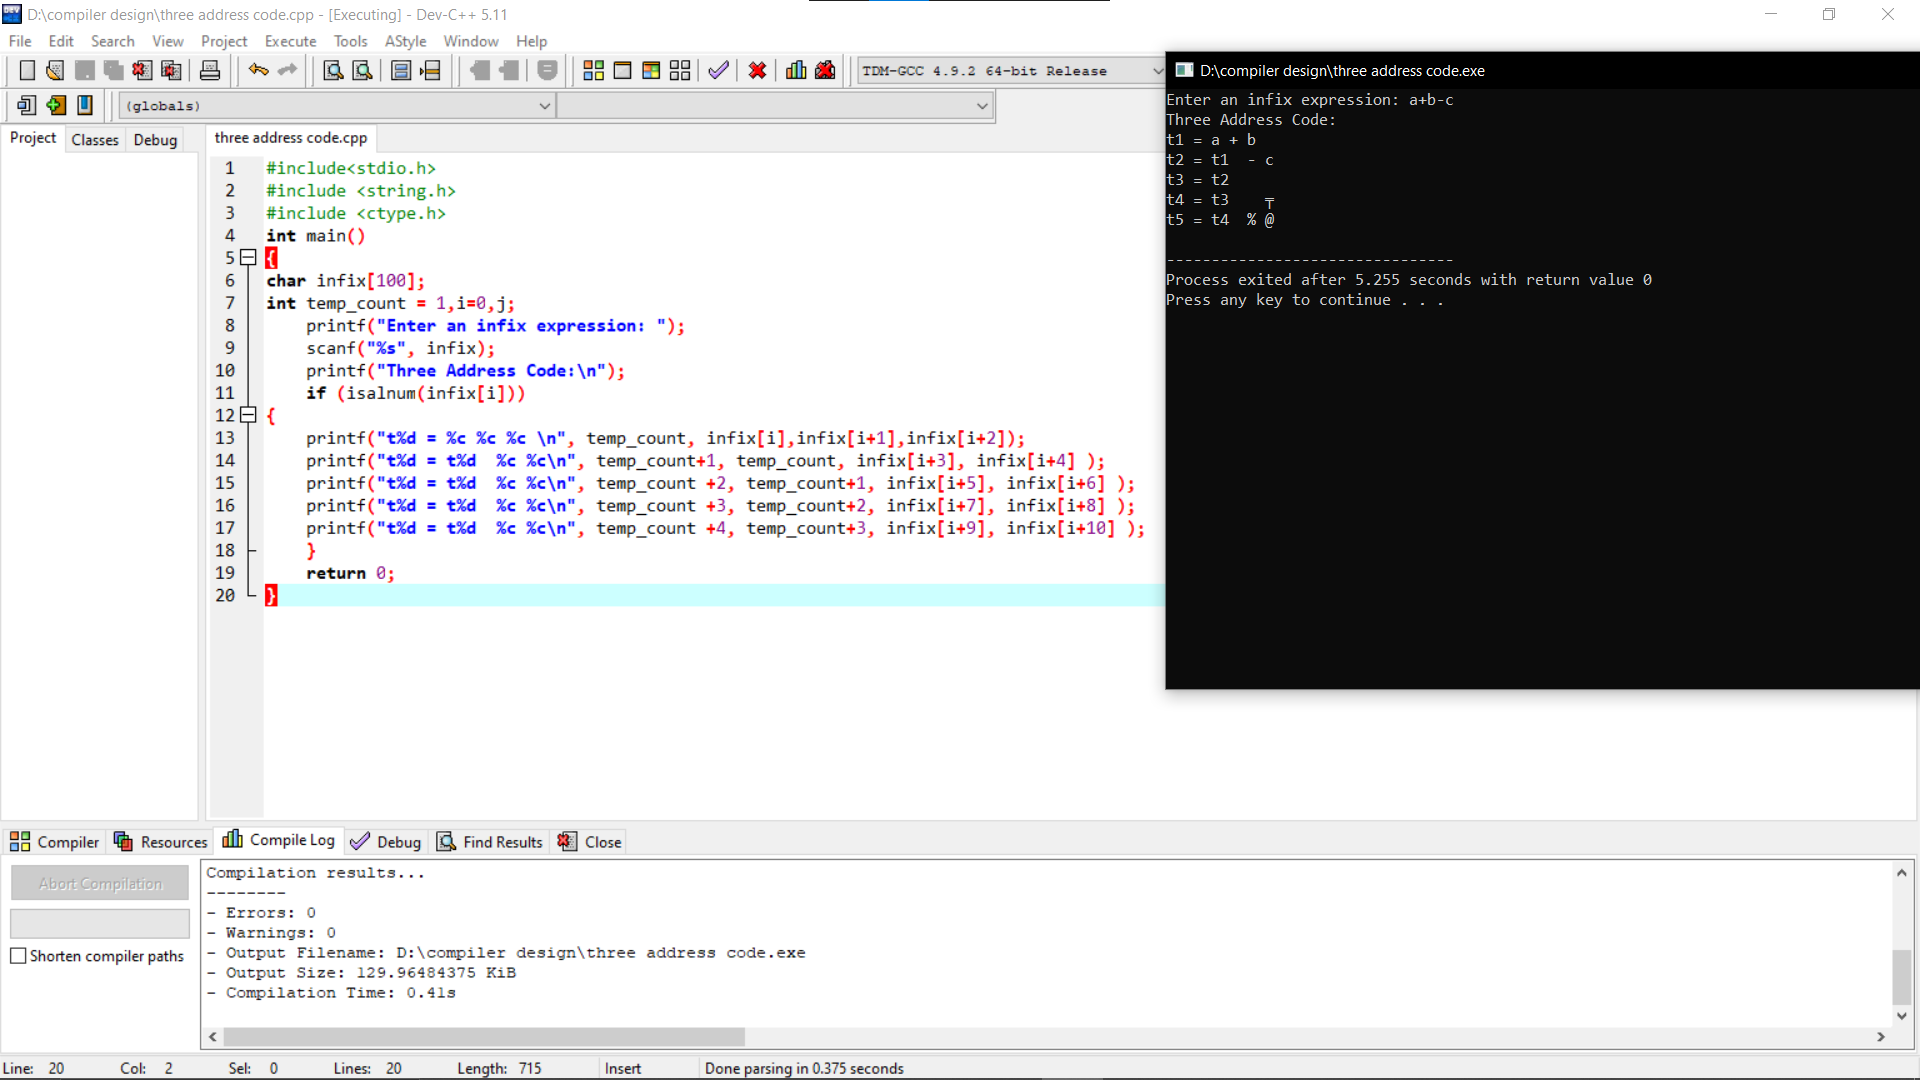 D:\compiler design\three address code.cpp - [Executing] - Dev-C++ 5.11
File Edit Search View Project Execute Tools AStyle Window Help
TDM-GCC 4.9.2 64-bit Release
(globals)
Project Classes Debug
three address code.cpp
1 #include<stdio.h>
2 #include <string.h>
3 #include <ctype.h>
4 int main()
5 {
6 char infix[100];
7 int temp_count = 1,i=0,j;
8 printf("Enter an infix expression: ");
9 scanf("%s", infix);
10 printf("Three Address Code:\n");
11 if (isalnum(infix[i]))
12 {
13 printf("t%d = %c %c %c \n", temp_count, infix[i],infix[i+1],infix[i+2]);
14 printf("t%d = t%d  %c %c\n", temp_count+1, temp_count, infix[i+3], infix[i+4] );
15 printf("t%d = t%d  %c %c\n", temp_count +2, temp_count+1, infix[i+5], infix[i+6] );
16 printf("t%d = t%d  %c %c\n", temp_count +3, temp_count+2, infix[i+7], infix[i+8] );
17 printf("t%d = t%d  %c %c\n", temp_count +4, temp_count+3, infix[i+9], infix[i+10] );
18 }
19 return 0;
20 }
D:\compiler design\three address code.exe
Enter an infix expression: a+b-c
Three Address Code:
t1 = a + b
t2 = t1  - c
t3 = t2
t4 = t3    ╤
t5 = t4  % @
--------------------------------
Process exited after 5.255 seconds with return value 0
Press any key to continue . . .
Compiler Resources Compile Log Debug Find Results Close
Abort Compilation
Shorten compiler paths
Compilation results...
--------
- Errors: 0
- Warnings: 0
- Output Filename: D:\compiler design\three address code.exe
- Output Size: 129.96484375 KiB
- Compilation Time: 0.41s
Line: 20 Col: 2 Sel: 0 Lines: 20 Length: 715 Insert Done parsing in 0.375 seconds